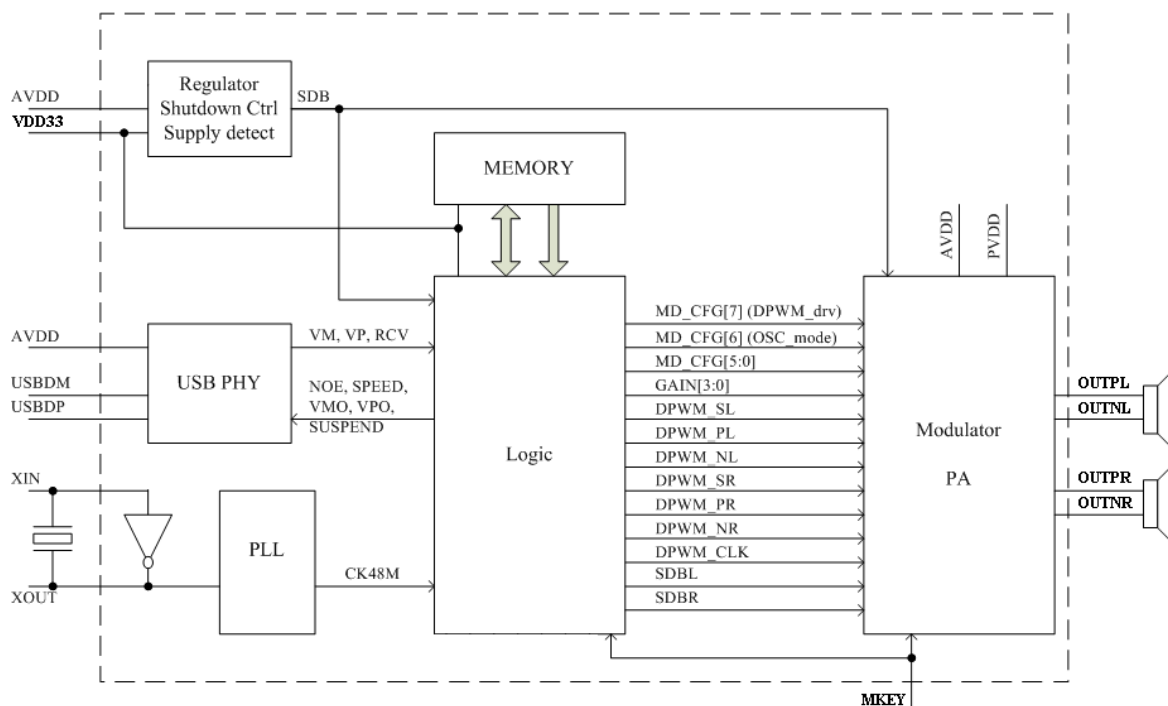 AVDD
VDD33
Regulator
Shutdown Ctrl
Supply detect
SDB
MEMORY
AVDD
PVDD
AVDD
USBDM
USBDP
USB PHY
VM, VP, RCV
NOE, SPEED,
VMO, VPO,
SUSPEND
XIN
XOUT
PLL
CK48M
Logic
MD_CFG[7] (DPWM_drv)
MD_CFG[6] (OSC_mode)
MD_CFG[5:0]
GAIN[3:0]
DPWM_SL
DPWM_PL
DPWM_NL
DPWM_SR
DPWM_PR
DPWM_NR
DPWM_CLK
SDBL
SDBR
Modulator
PA
OUTPL
OUTNL
OUTPR
OUTNR
MKEY